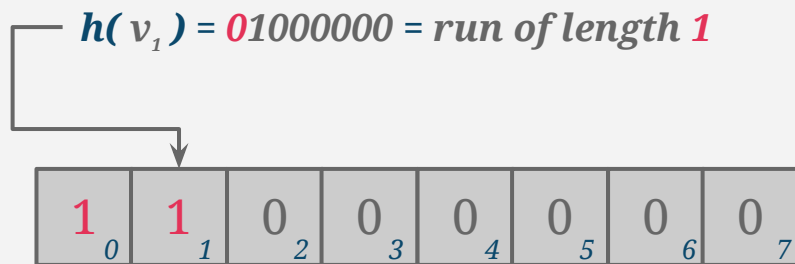 h( v₁ ) = 01000000 = run of length 1
1 0 1 1 0 2 0 3 0 4 0 5 0 6 0 7